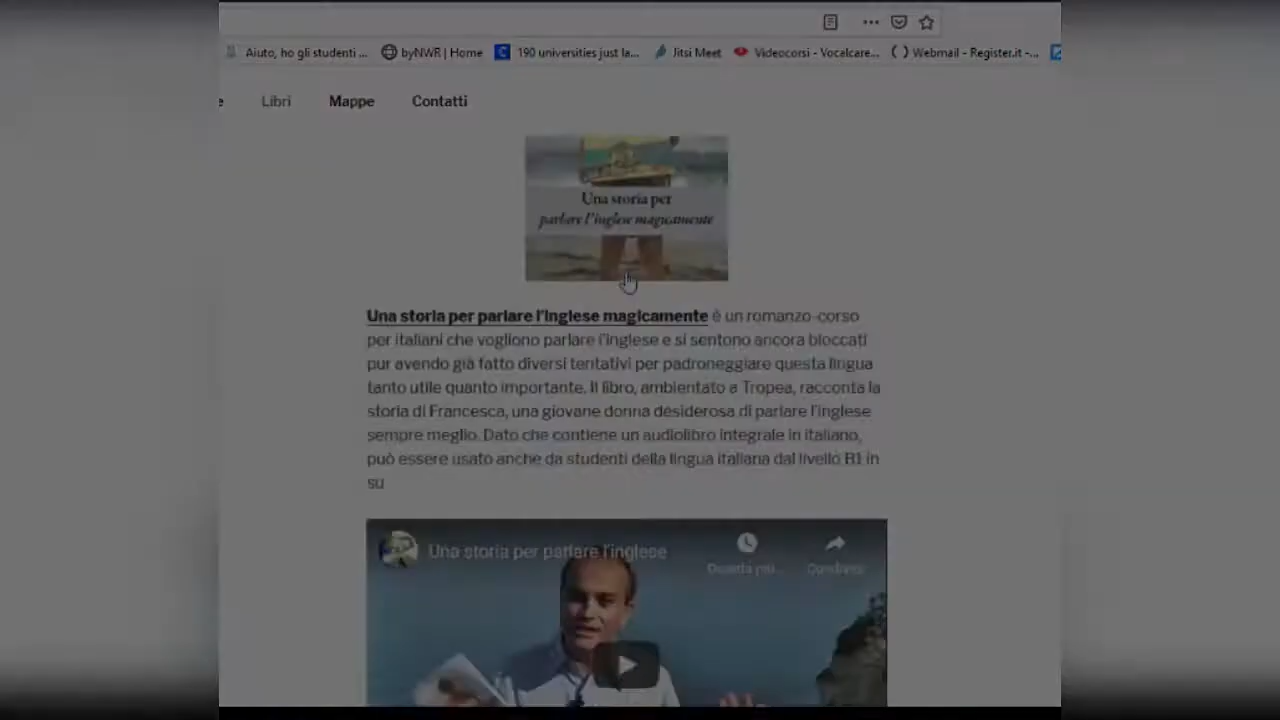 Aiuto, ho gli studenti ...
byNWR | Home
190 universities just la...
Jitsi Meet
Videocorsi - Vocalcare...
Webmail - Register.it -...
e
Libri
Mappe
Contatti
Una storia per
parlare l'inglese magicamente
Una storia per parlare l'inglese magicamente è un romanzo-corso
per italiani che vogliono parlare l'inglese e si sentono ancora bloccati
pur avendo già fatto diversi tentativi per padroneggiare questa lingua
tanto utile quanto importante. Il libro, ambientato a Tropea, racconta la
storia di Francesca, una giovane donna desiderosa di parlare l'inglese
sempre meglio. Dato che contiene un audiolibro integrale in italiano,
può essere usato anche da studenti della lingua italiana dal livello B1 in
su
Una storia per parlare l'inglese
Guarda più...
Condividi